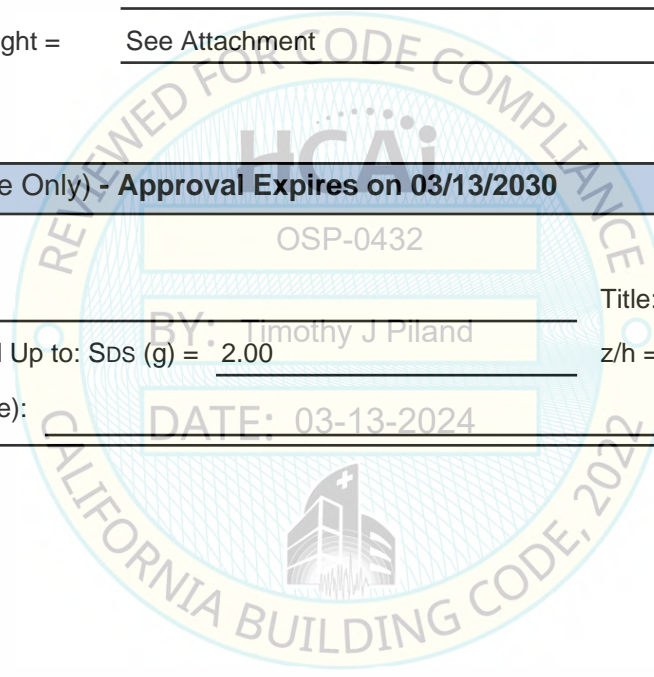 ght = See Attachment
REVIEWED FOR CODE COMPLIANCE
HCAi
e Only) - Approval Expires on 03/13/2030
OSP-0432
Title:
BY: Timothy J Piland
Up to: SDS (g) = 2.00 z/h =
e):
DATE: 03-13-2024
CALIFORNIA BUILDING CODE, 2022